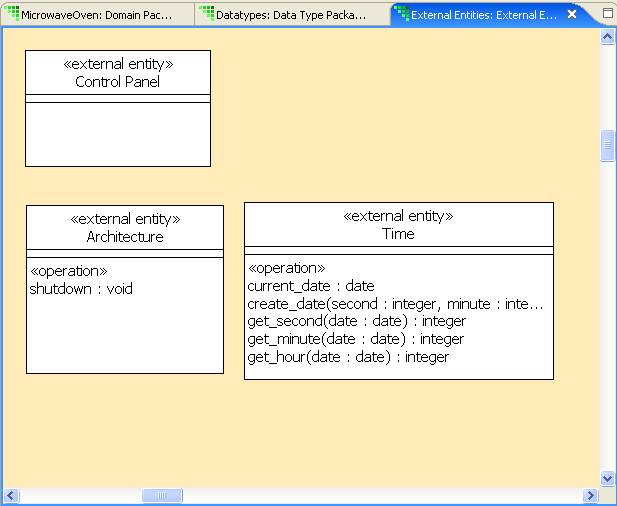 MicrowaveOven: Domain Pac...
Datatypes: Data Type Packa...
External Entities: External E...
«external entity»
Control Panel
«external entity»
Architecture
«operation»
shutdown : void
«external entity»
Time
«operation»
current_date : date
create_date(second : integer, minute : inte...
get_second(date : date) : integer
get_minute(date : date) : integer
get_hour(date : date) : integer